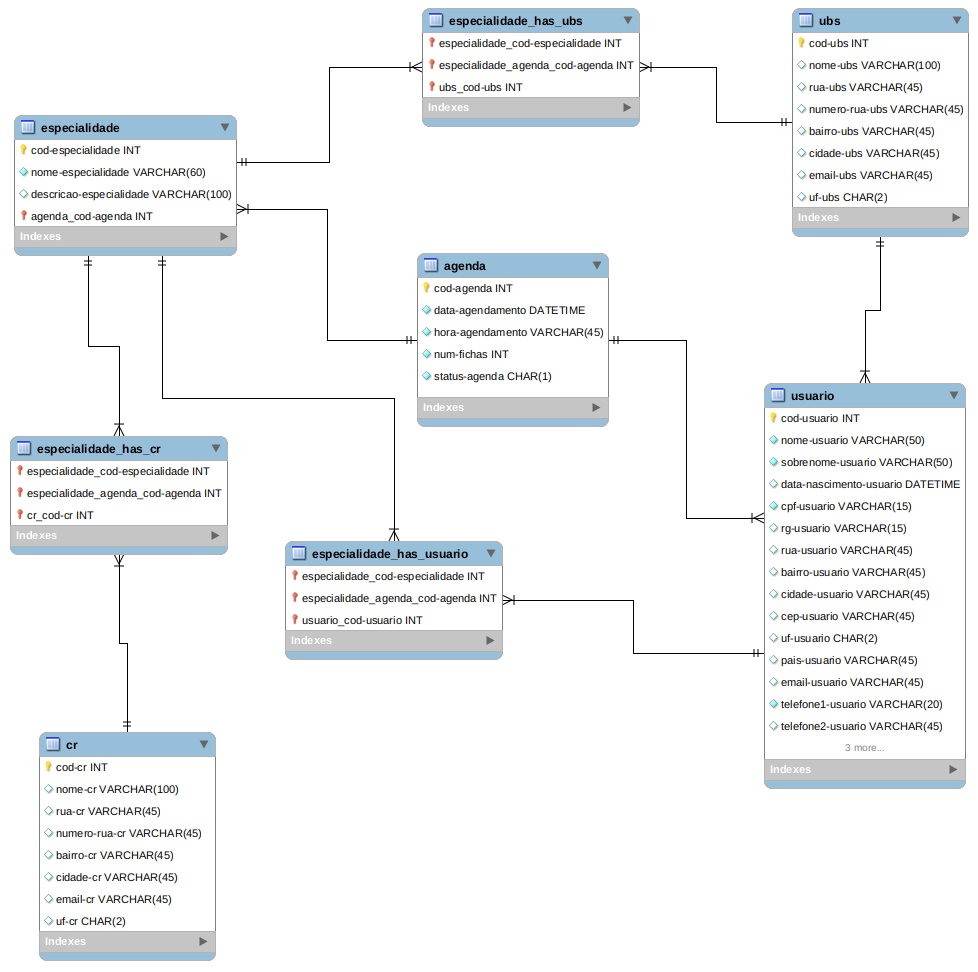 especialidade_has_ubs
especialidade_cod-especialidade INT
especialidade_agenda_cod-agenda INT
ubs_cod-ubs INT
Indexes
ubs
cod-ubs INT
nome-ubs VARCHAR(100)
rua-ubs VARCHAR(45)
numero-rua-ubs VARCHAR(45)
bairro-ubs VARCHAR(45)
cidade-ubs VARCHAR(45)
email-ubs VARCHAR(45)
uf-ubs CHAR(2)
Indexes
especialidade
cod-especialidade INT
nome-especialidade VARCHAR(60)
descricao-especialidade VARCHAR(100)
agenda_cod-agenda INT
Indexes
agenda
cod-agenda INT
data-agendamento DATETIME
hora-agendamento VARCHAR(45)
num-fichas INT
status-agenda CHAR(1)
Indexes
usuario
cod-usuario INT
nome-usuario VARCHAR(50)
sobrenome-usuario VARCHAR(50)
data-nascimento-usuario DATETIME
cpf-usuario VARCHAR(15)
rg-usuario VARCHAR(15)
rua-usuario VARCHAR(45)
bairro-usuario VARCHAR(45)
cidade-usuario VARCHAR(45)
cep-usuario VARCHAR(45)
uf-usuario CHAR(2)
pais-usuario VARCHAR(45)
email-usuario VARCHAR(45)
telefone1-usuario VARCHAR(20)
telefone2-usuario VARCHAR(45)
3 more...
Indexes
especialidade_has_cr
especialidade_cod-especialidade INT
especialidade_agenda_cod-agenda INT
cr_cod-cr INT
Indexes
especialidade_has_usuario
especialidade_cod-especialidade INT
especialidade_agenda_cod-agenda INT
usuario_cod-usuario INT
Indexes
cr
cod-cr INT
nome-cr VARCHAR(100)
rua-cr VARCHAR(45)
numero-rua-cr VARCHAR(45)
bairro-cr VARCHAR(45)
cidade-cr VARCHAR(45)
email-cr VARCHAR(45)
uf-cr CHAR(2)
Indexes